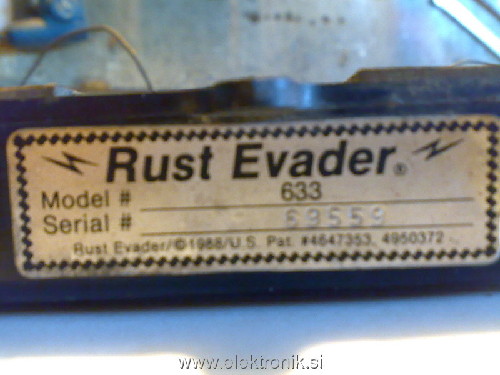 Rust Evader®
Model # 633
Serial # 69559
Rust Evader/©1988/U.S. Pat. #4647353, 4950372
www.elektronik.si